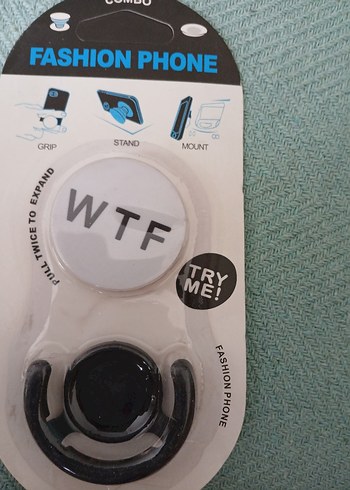 COMBO
FASHION PHONE
GRIP
STAND
MOUNT
PULL TWICE TO EXPAND
WTF
TRY
ME!
FASHION PHONE